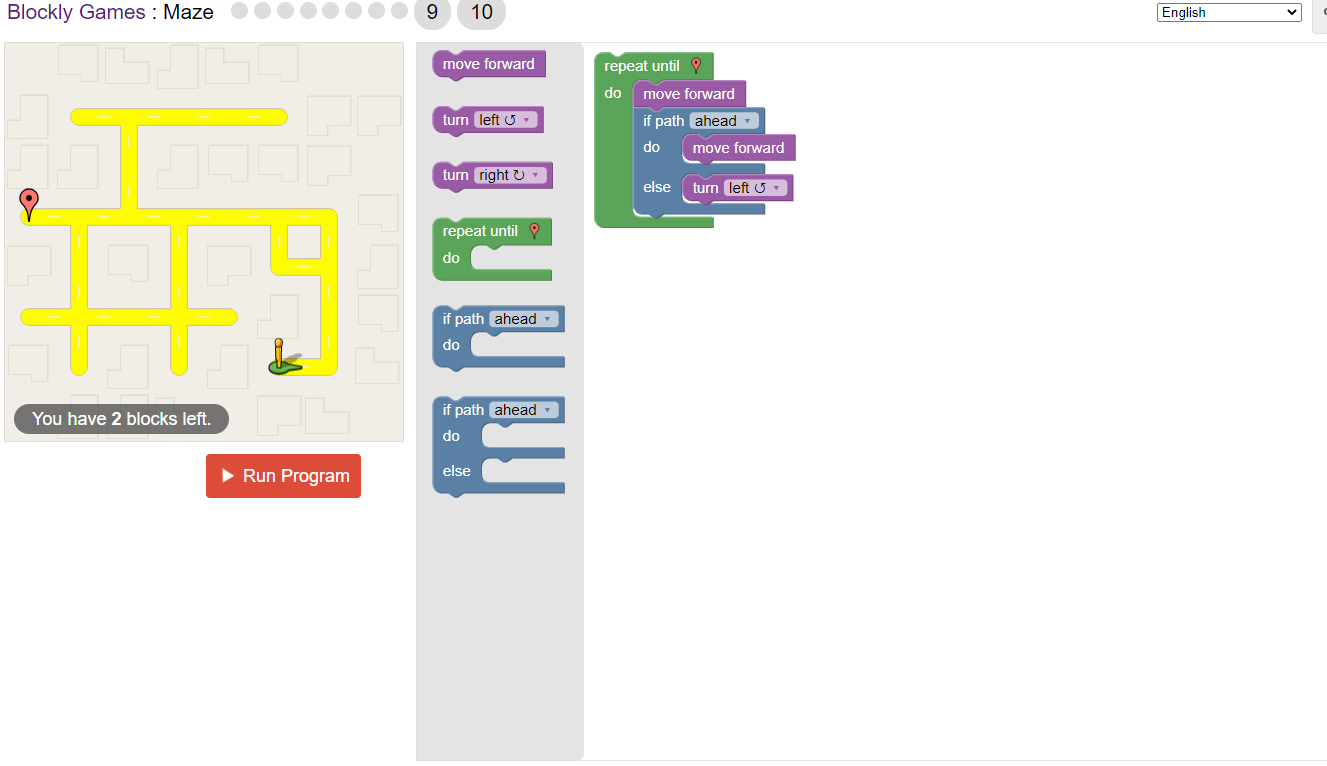 Blockly Games : Maze 9 10 English
move forward
turn left ↺ ▾
turn right ↻ ▾
repeat until
do
if path ahead ▾
do
if path ahead ▾
do
else
repeat until
do move forward
if path ahead ▾
do move forward
else turn left ↺ ▾
You have 2 blocks left.
Run Program